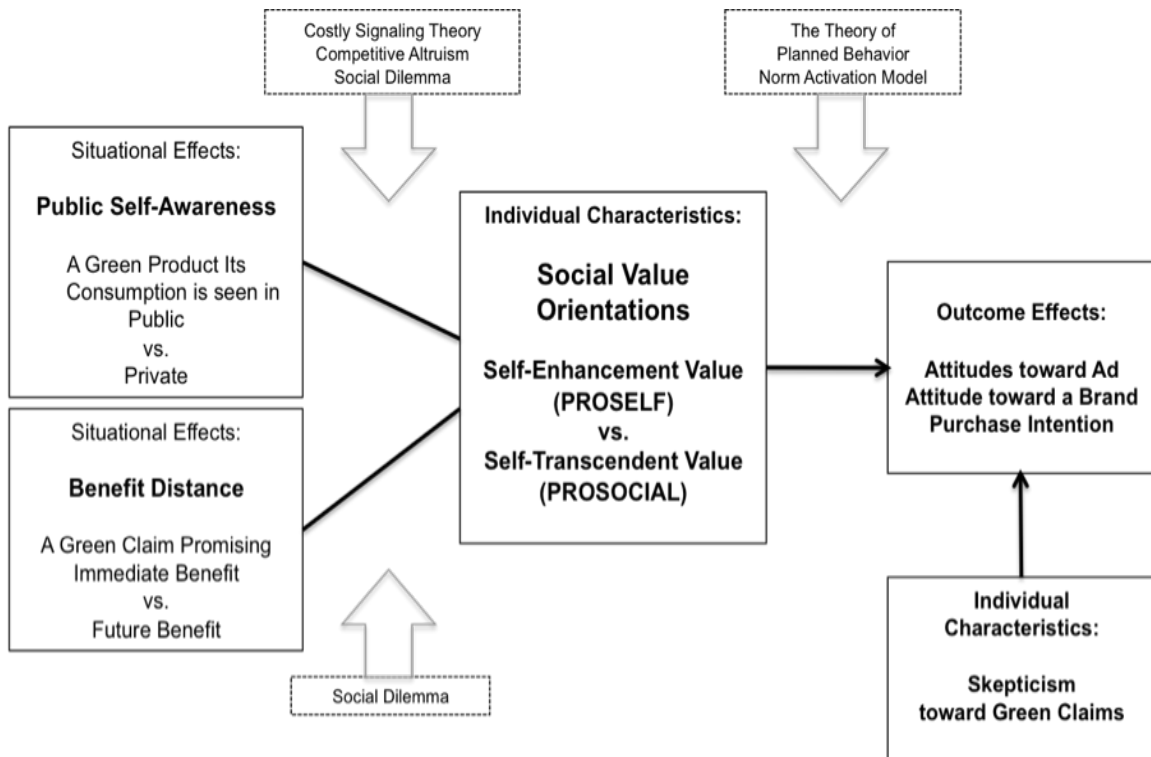 Costly Signaling Theory
Competitive Altruism
Social Dilemma
The Theory of
Planned Behavior
Norm Activation Model
Situational Effects:
Public Self-Awareness
A Green Product Its
Consumption is seen in
Public
vs.
Private
Situational Effects:
Benefit Distance
A Green Claim Promising
Immediate Benefit
vs.
Future Benefit
Social Dilemma
Individual Characteristics:
Social Value
Orientations
Self-Enhancement Value
(PROSELF)
vs.
Self-Transcendent Value
(PROSOCIAL)
Outcome Effects:
Attitudes toward Ad
Attitude toward a Brand
Purchase Intention
Individual
Characteristics:
Skepticism
toward Green Claims